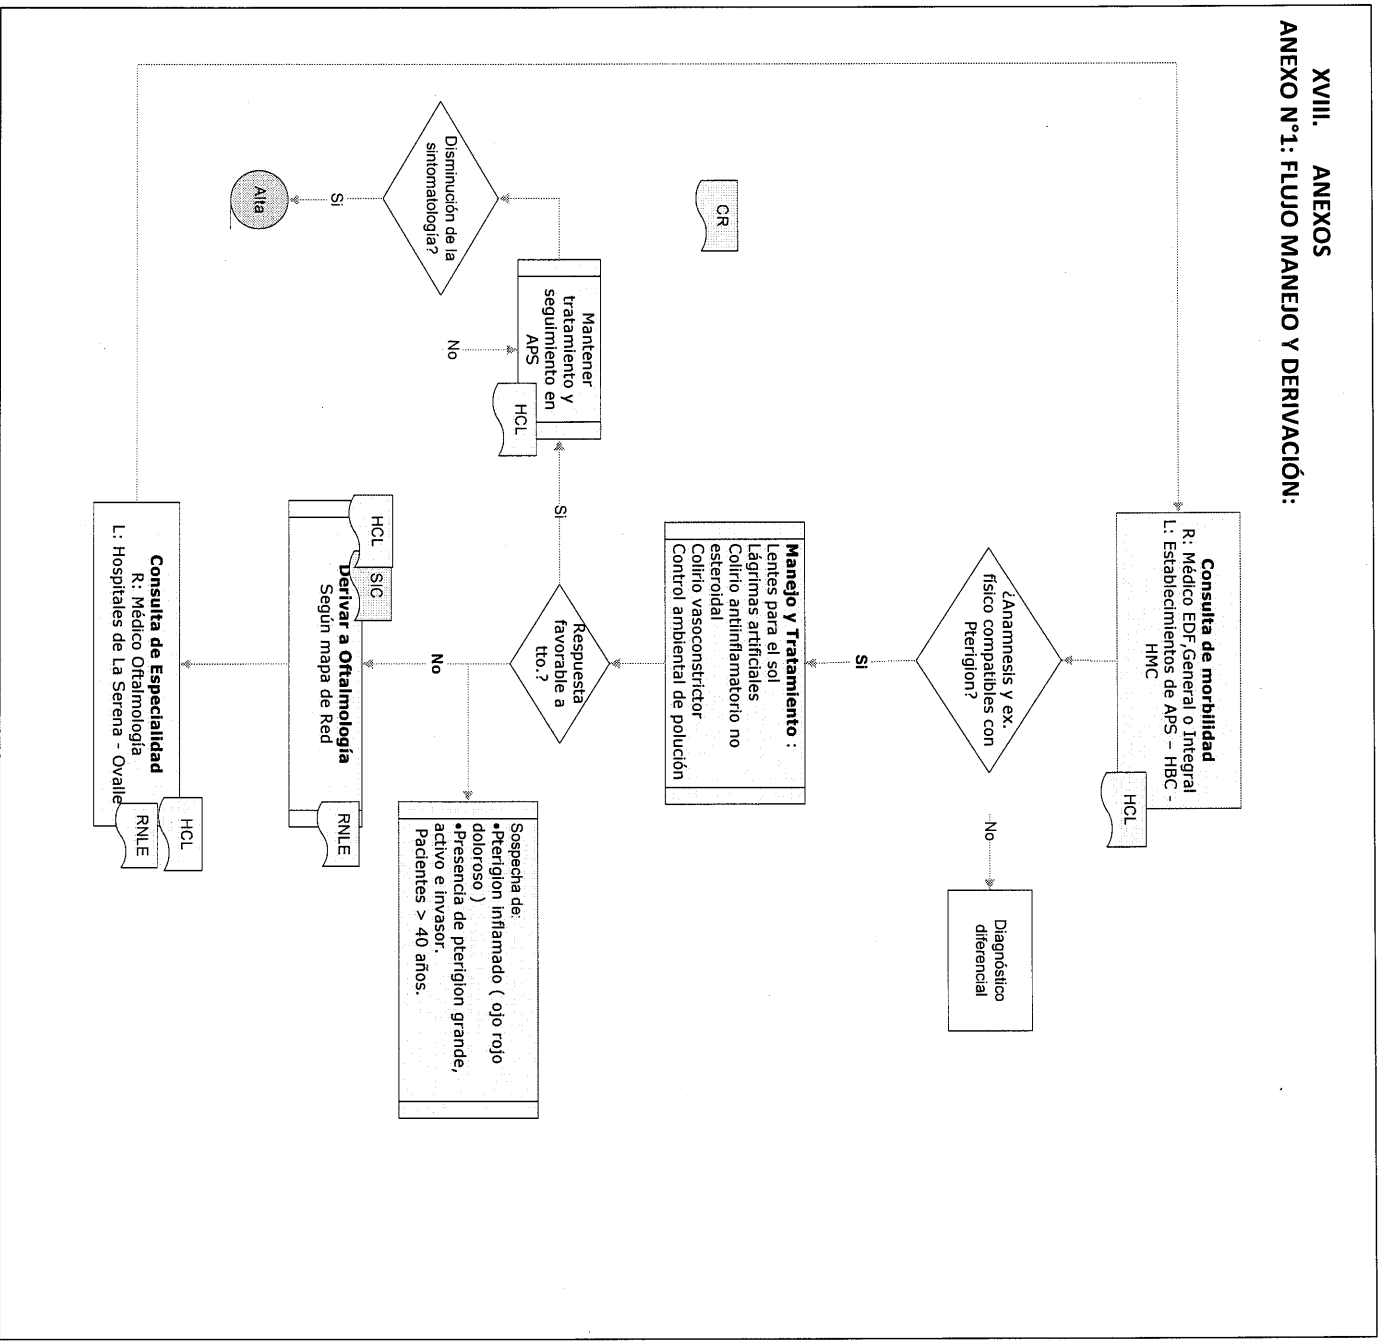 XVIII. ANEXOS
ANEXO N°1: FLUJO MANEJO Y DERIVACIÓN:
Consulta de morbilidad
R: Médico EDF,General o Integral
L: Establecimientos de APS – HBC -
HMC
HCL
¿Anamnesis y ex.
físico compatibles con
Pterigion?
No
Diagnóstico
diferencial
Si
Manejo y Tratamiento :
Lentes para el sol
Lágrimas artificiales
Colirio antiinflamatorio no
esteroidal
Colirio vasoconstrictor
Control ambiental de polución
CR
Respuesta
favorable a
tto.?
Si
Mantener
tratamiento y
seguimiento en
APS
HCL
No
Disminución de la
sintomatología?
Si
Alta
No
Sospecha de:
•Pterigion inflamado ( ojo rojo
doloroso )
•Presencia de pterigion grande,
activo e invasor.
Pacientes > 40 años.
HCL
SIC
Derivar a Oftalmología
Según mapa de Red
RNLE
Consulta de Especialidad
R: Médico Oftalmología
L: Hospitales de La Serena - Ovalle
HCL
RNLE